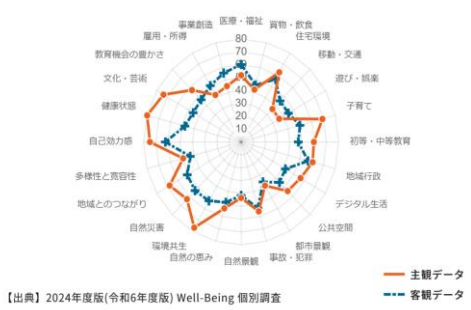 医療・福祉
買物・飲食
住宅環境
移動・交通
遊び・娯楽
子育て
初等・中等教育
地域行政
デジタル生活
公共空間
都市景観
事故・犯罪
自然景観
自然の恵み
環境共生
自然災害
地域とのつながり
多様性と寛容性
自己効力感
健康状態
文化・芸術
教育機会の豊かさ
雇用・所得
事業創造
80
70
60
50
40
30
20
10
主観データ
客観データ
【出典】2024年度版(令和6年度版) Well-Being 個別調査